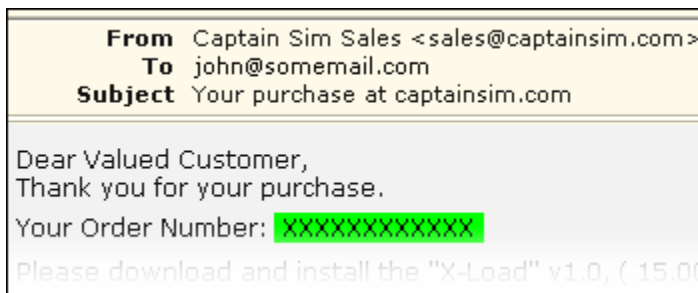 From Captain Sim Sales <sales@captainsim.com>
To john@somemail.com
Subject Your purchase at captainsim.com
Dear Valued Customer,
Thank you for your purchase.
Your Order Number: XXXXXXXXXXXX
Please download and install the "X-Load" v1.0, ( 15.00